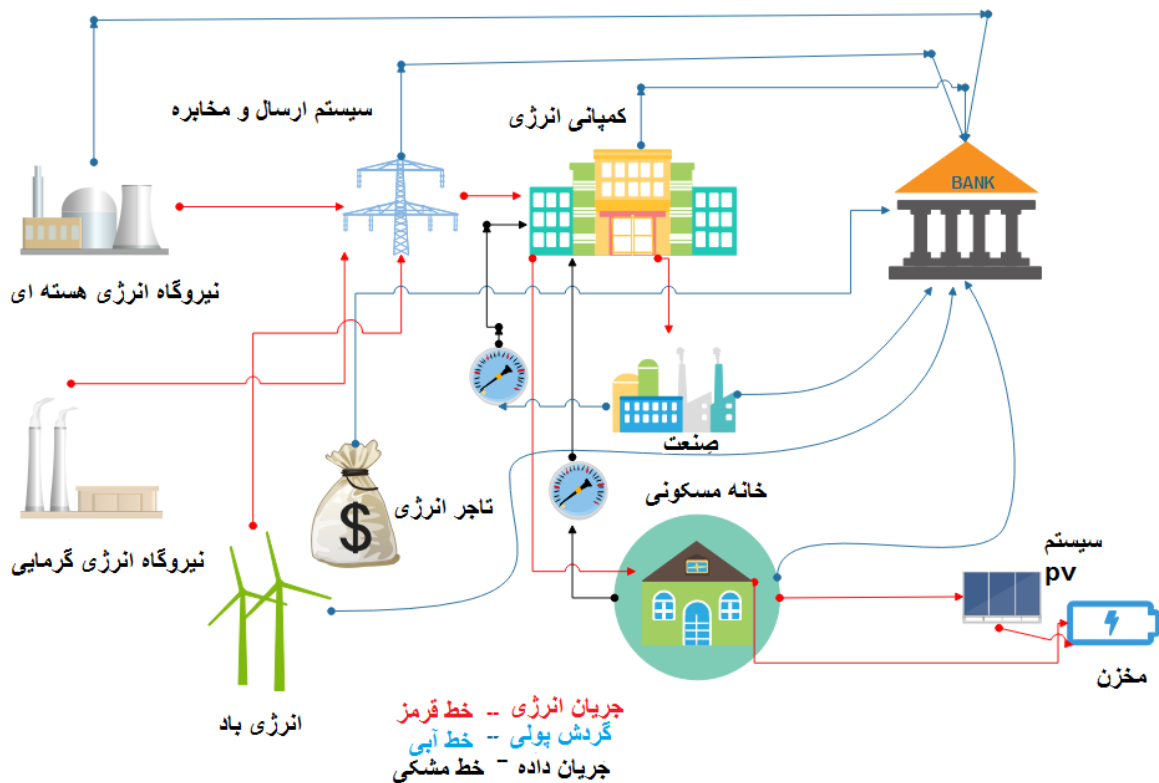 سیستم ارسال و مخابره
کمپانی انرژی
BANK
نیروگاه انرژی هسته ای
صنعت
خانه مسکونی
تاجر انرژی
$
نیروگاه انرژی گرمایی
سیستم
pv
مخزن
انرژی باد
جریان انرژی -- خط قرمز
گردش پولی -- خط آبی
جریان داده - خط مشکی